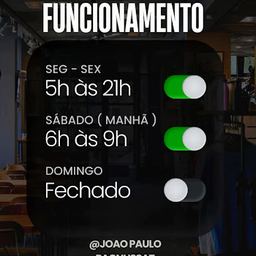 FUNCIONAMENTO
SEG - SEX
5h às 21h
SÁBADO ( MANHÃ )
6h às 9h
DOMINGO
Fechado
@JOAO PAULO